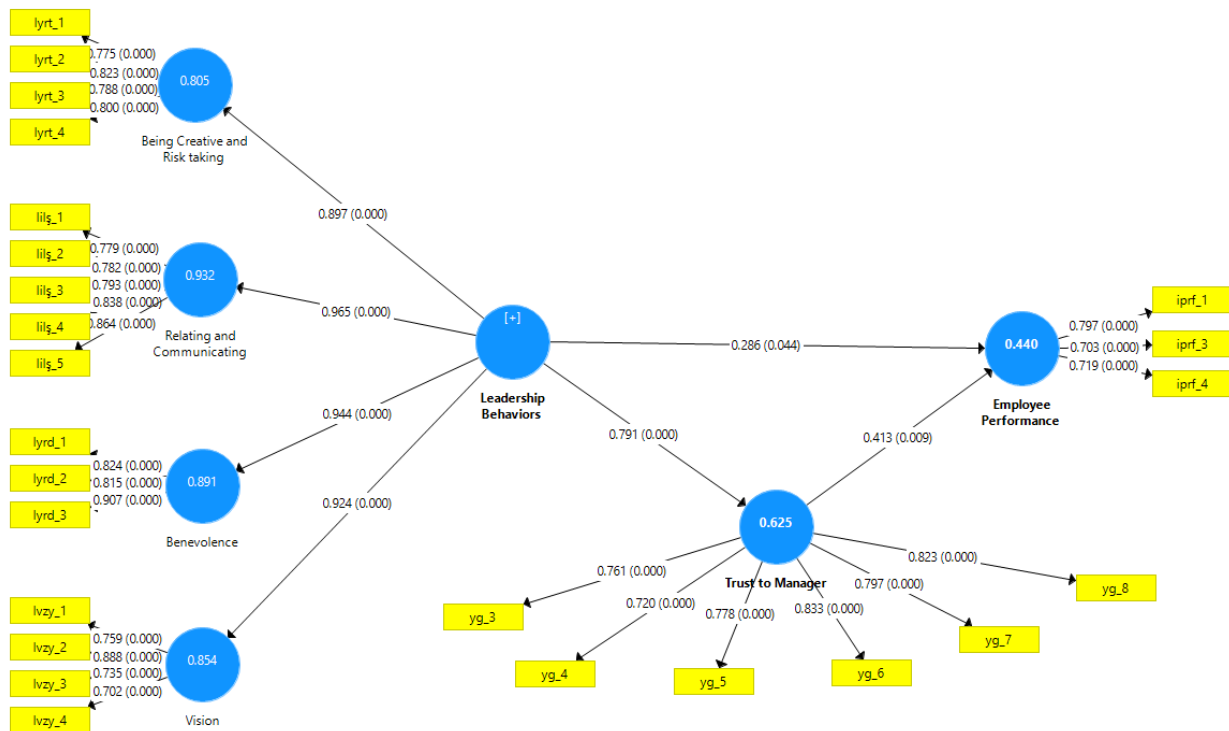 lyrt_1
lyrt_2
lyrt_3
lyrt_4
0.775 (0.000)
0.823 (0.000)
0.788 (0.000)
0.800 (0.000)
0.805
Being Creative and
Risk taking
0.897 (0.000)
lilş_1
lilş_2
lilş_3
lilş_4
lilş_5
0.779 (0.000)
0.782 (0.000)
0.793 (0.000)
0.838 (0.000)
0.864 (0.000)
0.932
Relating and
Communicating
0.965 (0.000)
lyrd_1
lyrd_2
lyrd_3
0.824 (0.000)
0.815 (0.000)
0.907 (0.000)
0.891
Benevolence
0.944 (0.000)
lvzy_1
lvzy_2
lvzy_3
lvzy_4
0.759 (0.000)
0.888 (0.000)
0.735 (0.000)
0.702 (0.000)
0.854
Vision
0.924 (0.000)
[+]
Leadership
Behaviors
0.286 (0.044)
0.791 (0.000)
0.413 (0.009)
0.440
Employee
Performance
0.797 (0.000)
0.703 (0.000)
0.719 (0.000)
iprf_1
iprf_3
iprf_4
0.625
Trust to Manager
0.761 (0.000)
0.720 (0.000)
0.778 (0.000)
0.833 (0.000)
0.797 (0.000)
0.823 (0.000)
yg_3
yg_4
yg_5
yg_6
yg_7
yg_8